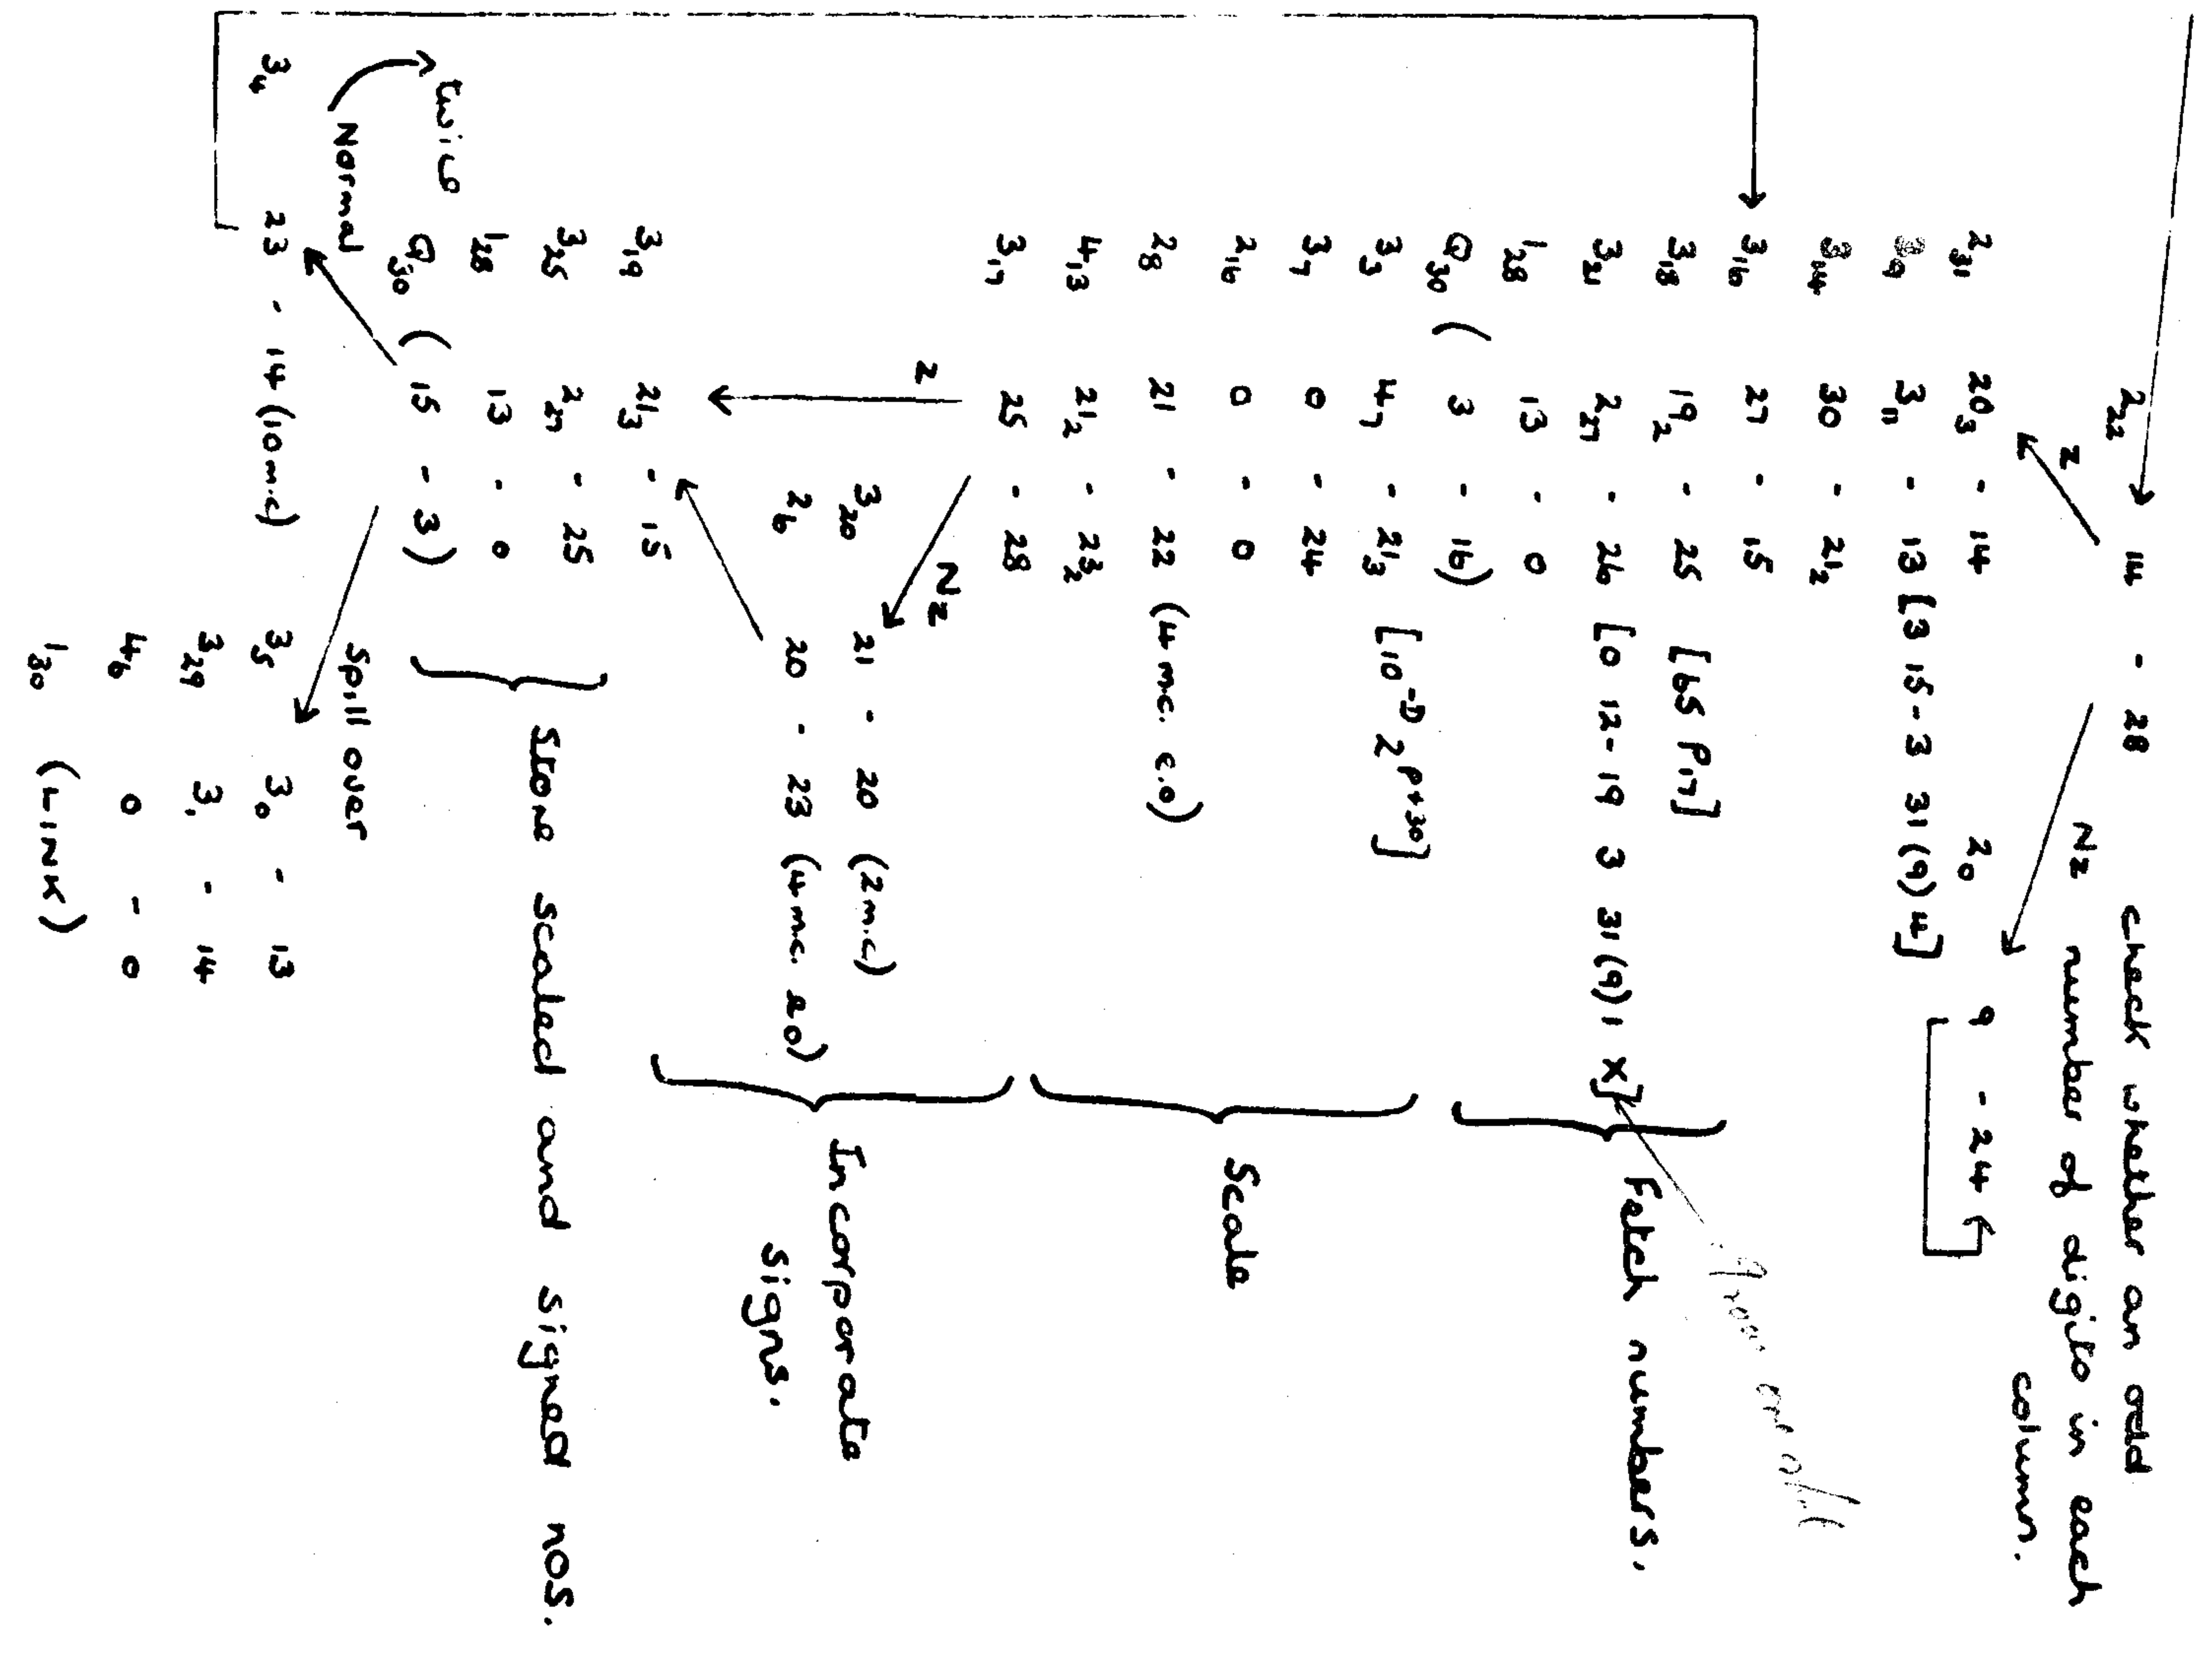 2₂₂ 14 - 28 check whether an odd
Z NZ number of digits in each
column.
2₃₁ 20₃ - 14 2₀ 9 - 24
3₁₁ - 13 [3 15-3 31(9)4]
3₁₄ 30 - 21₂
3₁₆ 27 - 15
3₁₈ 19₂ - 25 [65 P₁₇]
3₂₁ 2₂₇ - 26 [0 12-19 3 31(9)1 X] Fetch numbers.
1₂₈ 13 - 0
Q₃₀ (3 - 16)
3₃ 4₇ - 21₃ [10⁻ᴰ 2ᴾ⁺³⁰]
3₇ 0 - 24
2₁₆ 0 - 0 Scale
2₈ 21 - 22 (4 m.c. e.o)
4₁₃ 21₂ - 23₂
3₁₇ 25 - 28
Z NZ
3₂₀ 21 - 20 (2 m.c) Incorporate
2₆ 20 - 23 (4 m.c. e.o) signs.
3₁₉ 21₃ - 15
3₂₅ 2₂₇ - 25 Store scaled and signed nos.
1₂₈ 13 - 0
twice Q₃₀ (15 - 3)
Normal Spill over
3₄ 23 - 14 (10 m.c) 3₅ 3₀ - 13
3₂₉ 3₁ - 14
4₆ 0 - 0
1₃₀ (LINK)